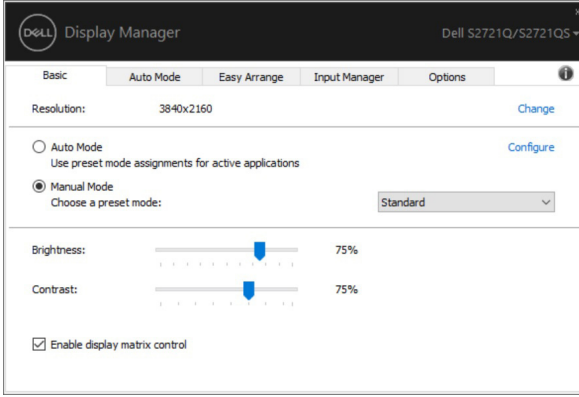 DELL Display Manager
Dell S2721Q/S2721QS
Basic Auto Mode Easy Arrange Input Manager Options
Resolution: 3840x2160 Change
Auto Mode Configure
Use preset mode assignments for active applications
Manual Mode
Choose a preset mode: Standard
Brightness: 75%
Contrast: 75%
Enable display matrix control